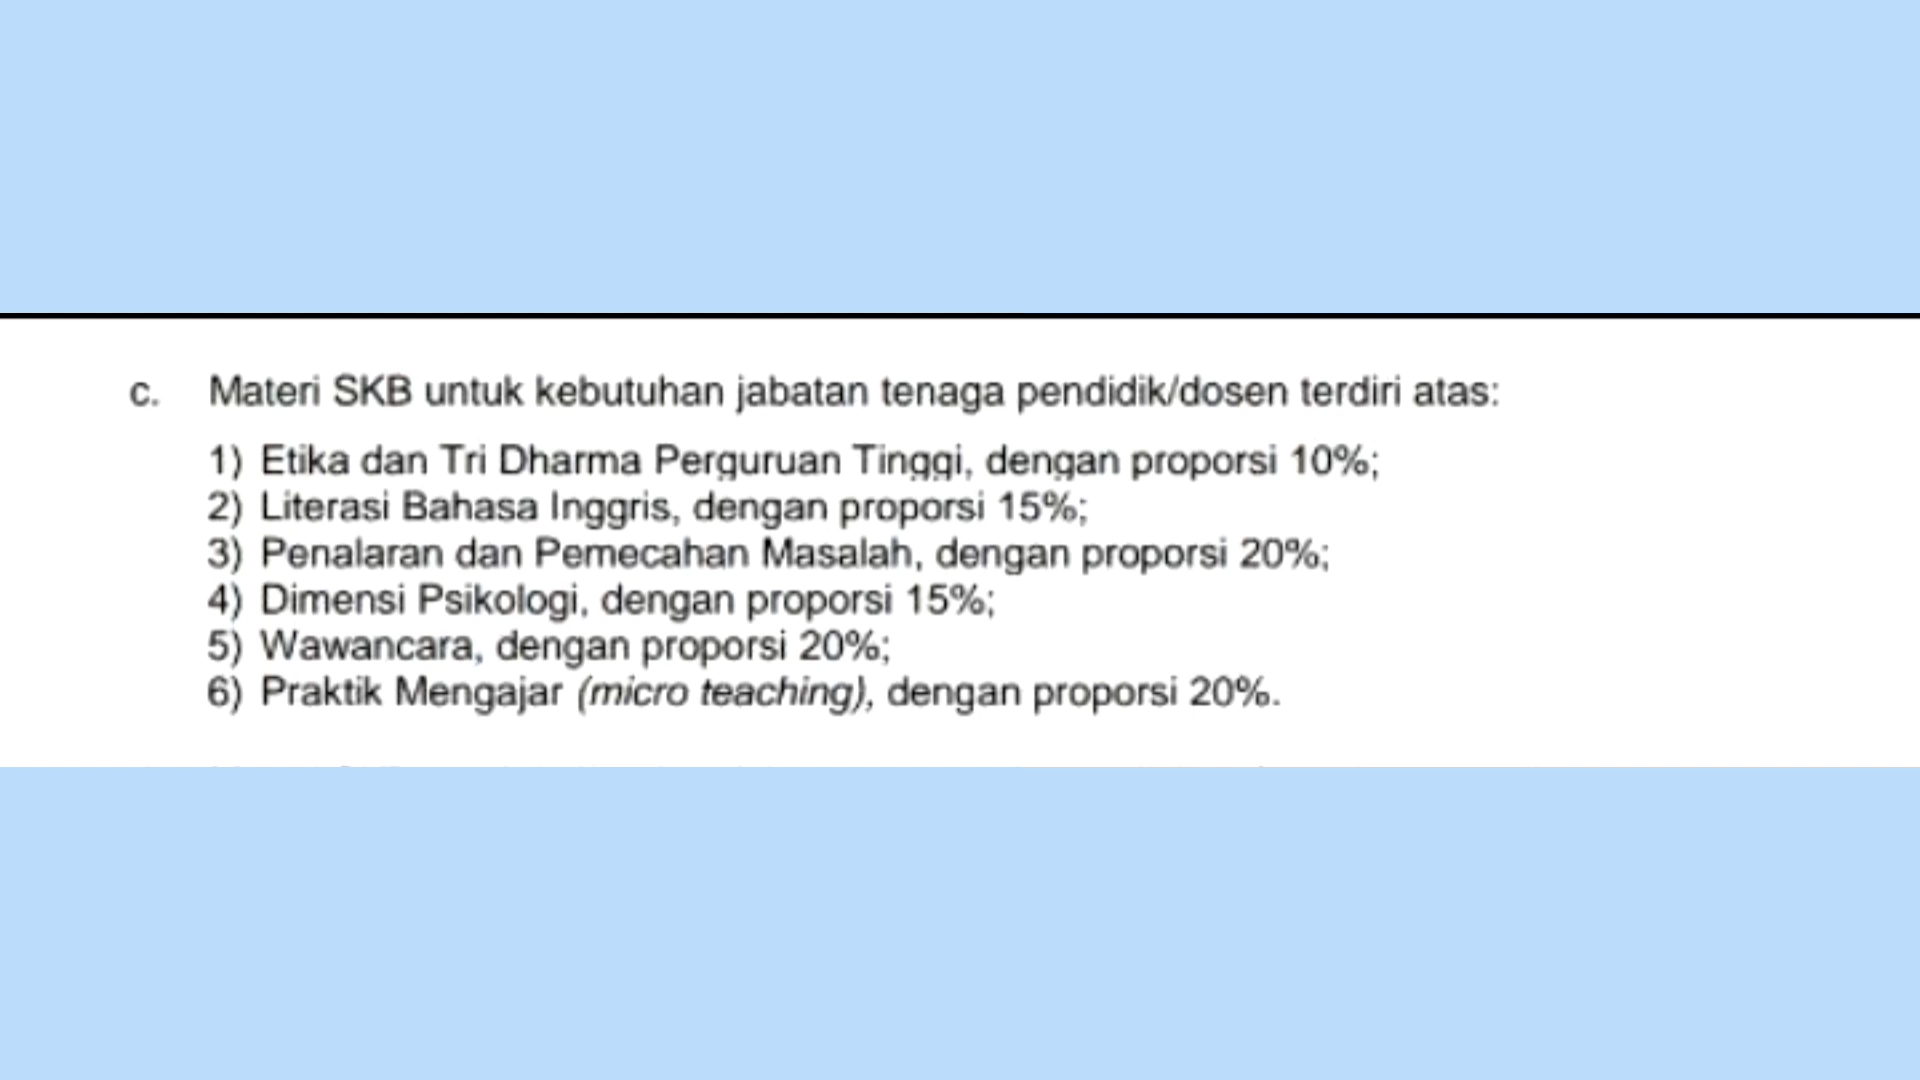 c. Materi SKB untuk kebutuhan jabatan tenaga pendidik/dosen terdiri atas:
1) Etika dan Tri Dharma Perguruan Tinggi, dengan proporsi 10%;
2) Literasi Bahasa Inggris, dengan proporsi 15%;
3) Penalaran dan Pemecahan Masalah, dengan proporsi 20%;
4) Dimensi Psikologi, dengan proporsi 15%;
5) Wawancara, dengan proporsi 20%;
6) Praktik Mengajar (micro teaching), dengan proporsi 20%.